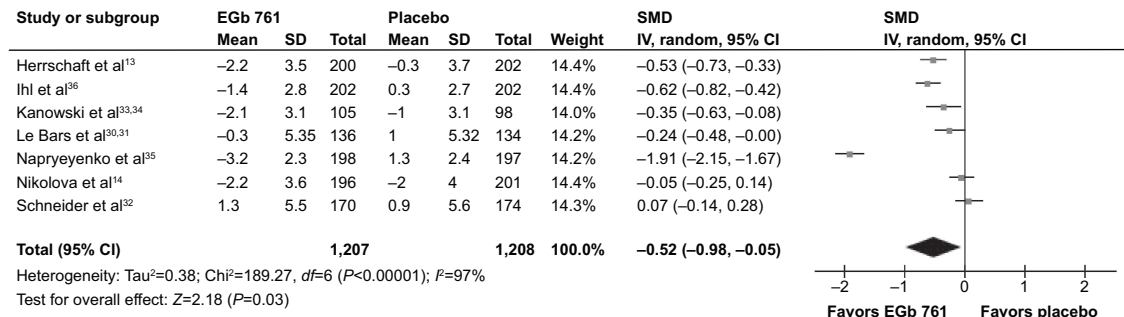 Study or subgroup EGb 761 Placebo SMD SMD
Mean SD Total Mean SD Total Weight IV, random, 95% CI IV, random, 95% CI
Herrschaft et al¹³ –2.2 3.5 200 –0.3 3.7 202 14.4% –0.53 (–0.73, –0.33)
Ihl et al³⁶ –1.4 2.8 202 0.3 2.7 202 14.4% –0.62 (–0.82, –0.42)
Kanowski et al³³,³⁴ –2.1 3.1 105 –1 3.1 98 14.0% –0.35 (–0.63, –0.08)
Le Bars et al³⁰,³¹ –0.3 5.35 136 1 5.32 134 14.2% –0.24 (–0.48, –0.00)
Napryeyenko et al³⁵ –3.2 2.3 198 1.3 2.4 197 14.2% –1.91 (–2.15, –1.67)
Nikolova et al¹⁴ –2.2 3.6 196 –2 4 201 14.4% –0.05 (–0.25, 0.14)
Schneider et al³² 1.3 5.5 170 0.9 5.6 174 14.3% 0.07 (–0.14, 0.28)
Total (95% CI) 1,207 1,208 100.0% –0.52 (–0.98, –0.05)
Heterogeneity: Tau²=0.38; Chi²=189.27, df=6 (P<0.00001); I²=97%
Test for overall effect: Z=2.18 (P=0.03)
–2 –1 0 1 2
Favors EGb 761 Favors placebo